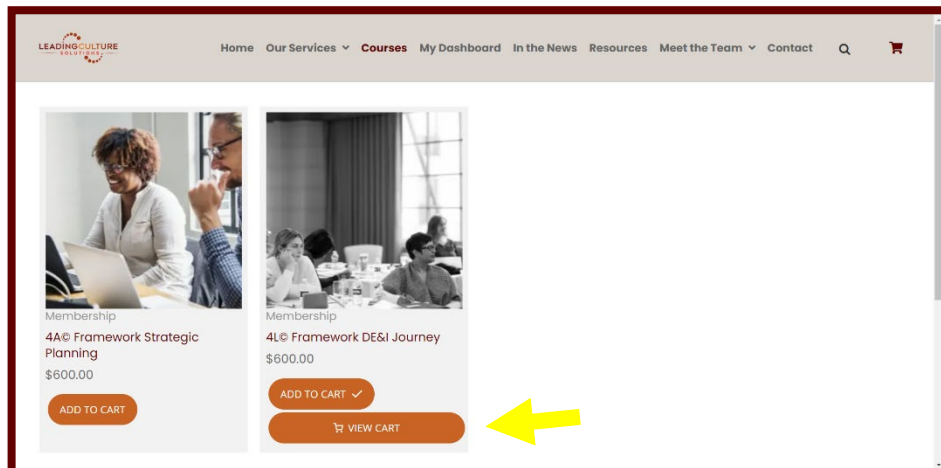 LEADINGCULTURE
SOLUTIONS
Home Our Services Courses My Dashboard In the News Resources Meet the Team Contact
Membership
4A© Framework Strategic
Planning
$600.00
ADD TO CART
Membership
4L© Framework DE&I Journey
$600.00
ADD TO CART
VIEW CART